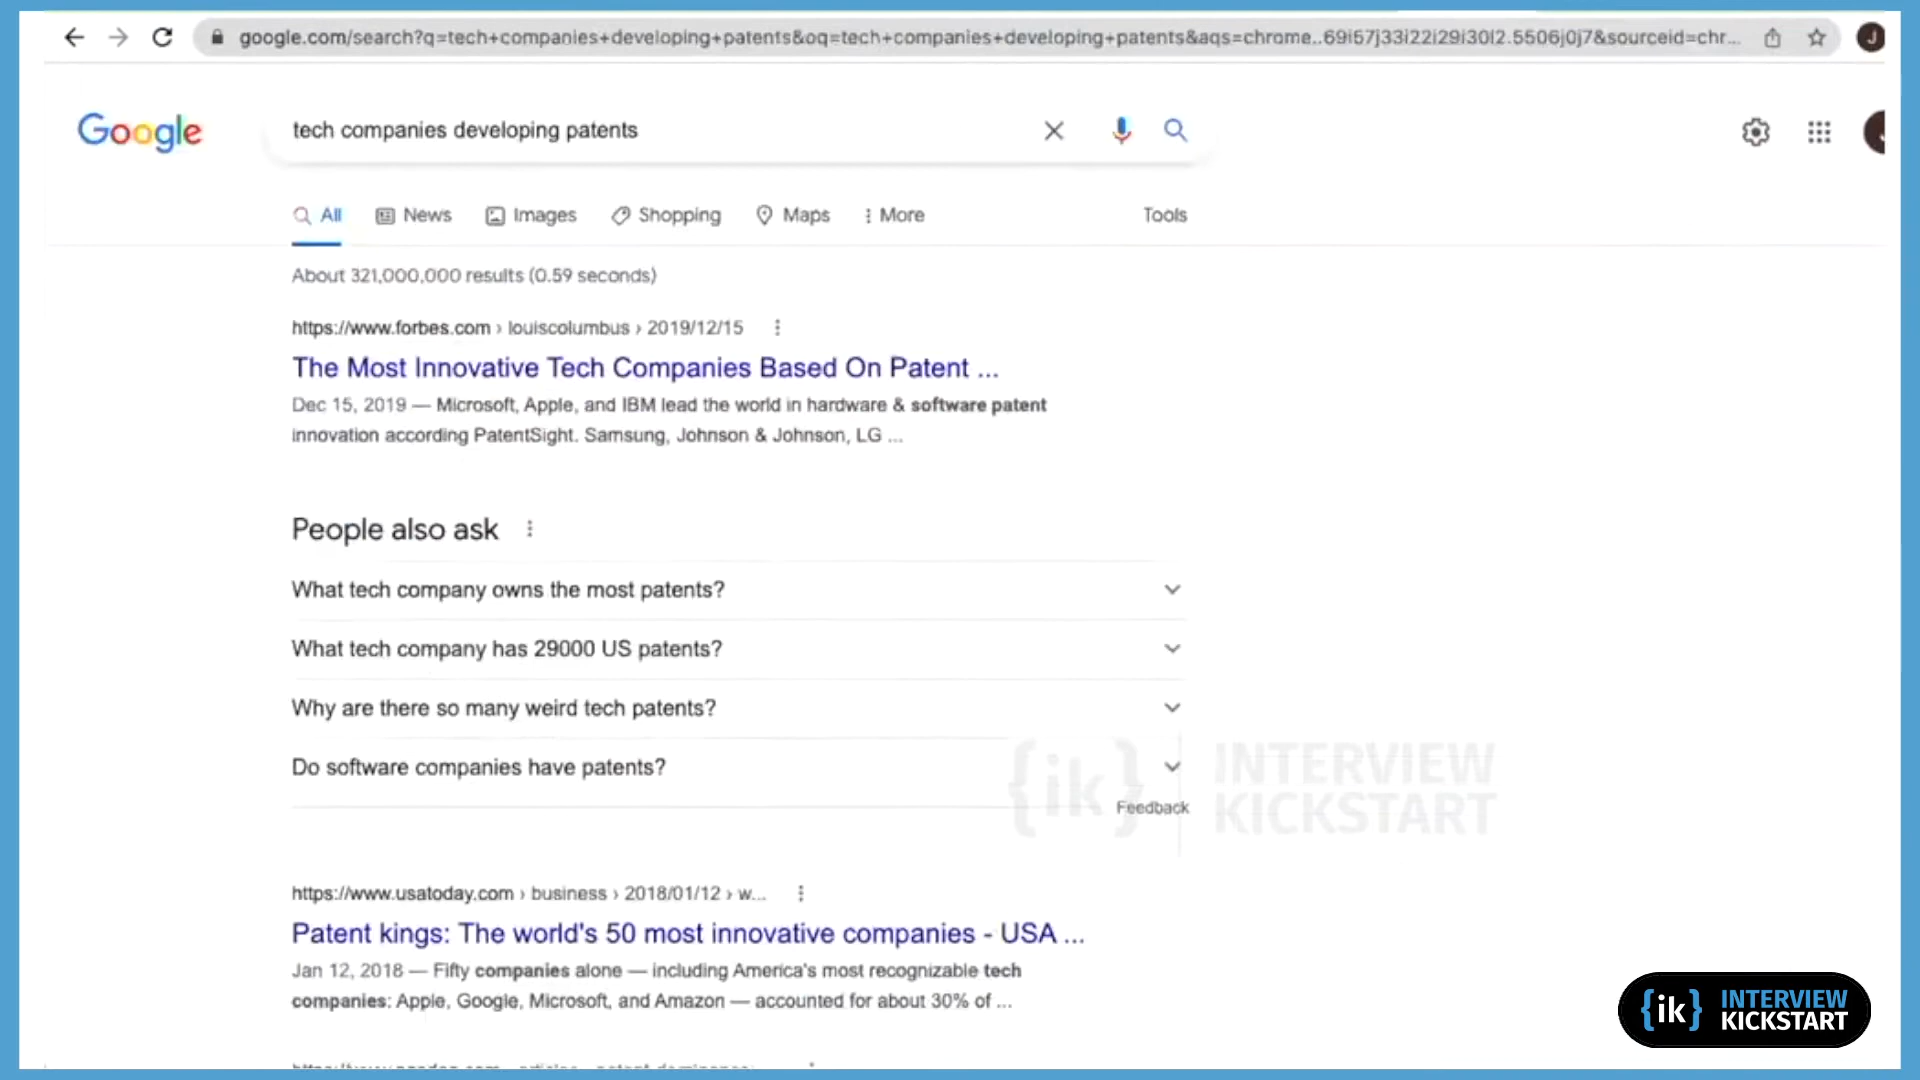 google.com/search?q=tech+companies+developing+patents&oq=tech+companies+developing+patents&aqs=chrome..69i57j33i22i29i30l2.5506j0j7&sourceid=chr...
J
Google
tech companies developing patents
All News Images Shopping Maps More Tools
About 321,000,000 results (0.59 seconds)
https://www.forbes.com › louiscolumbus › 2019/12/15
The Most Innovative Tech Companies Based On Patent ...
Dec 15, 2019 — Microsoft, Apple, and IBM lead the world in hardware & software patent
innovation according PatentSight. Samsung, Johnson & Johnson, LG ...
People also ask
What tech company owns the most patents?
What tech company has 29000 US patents?
Why are there so many weird tech patents?
Do software companies have patents?
{ik} INTERVIEW
KICKSTART
Feedback
https://www.usatoday.com › business › 2018/01/12 › w...
Patent kings: The world's 50 most innovative companies - USA ...
Jan 12, 2018 — Fifty companies alone — including America's most recognizable tech
companies: Apple, Google, Microsoft, and Amazon — accounted for about 30% of ...
{ik} INTERVIEW
KICKSTART